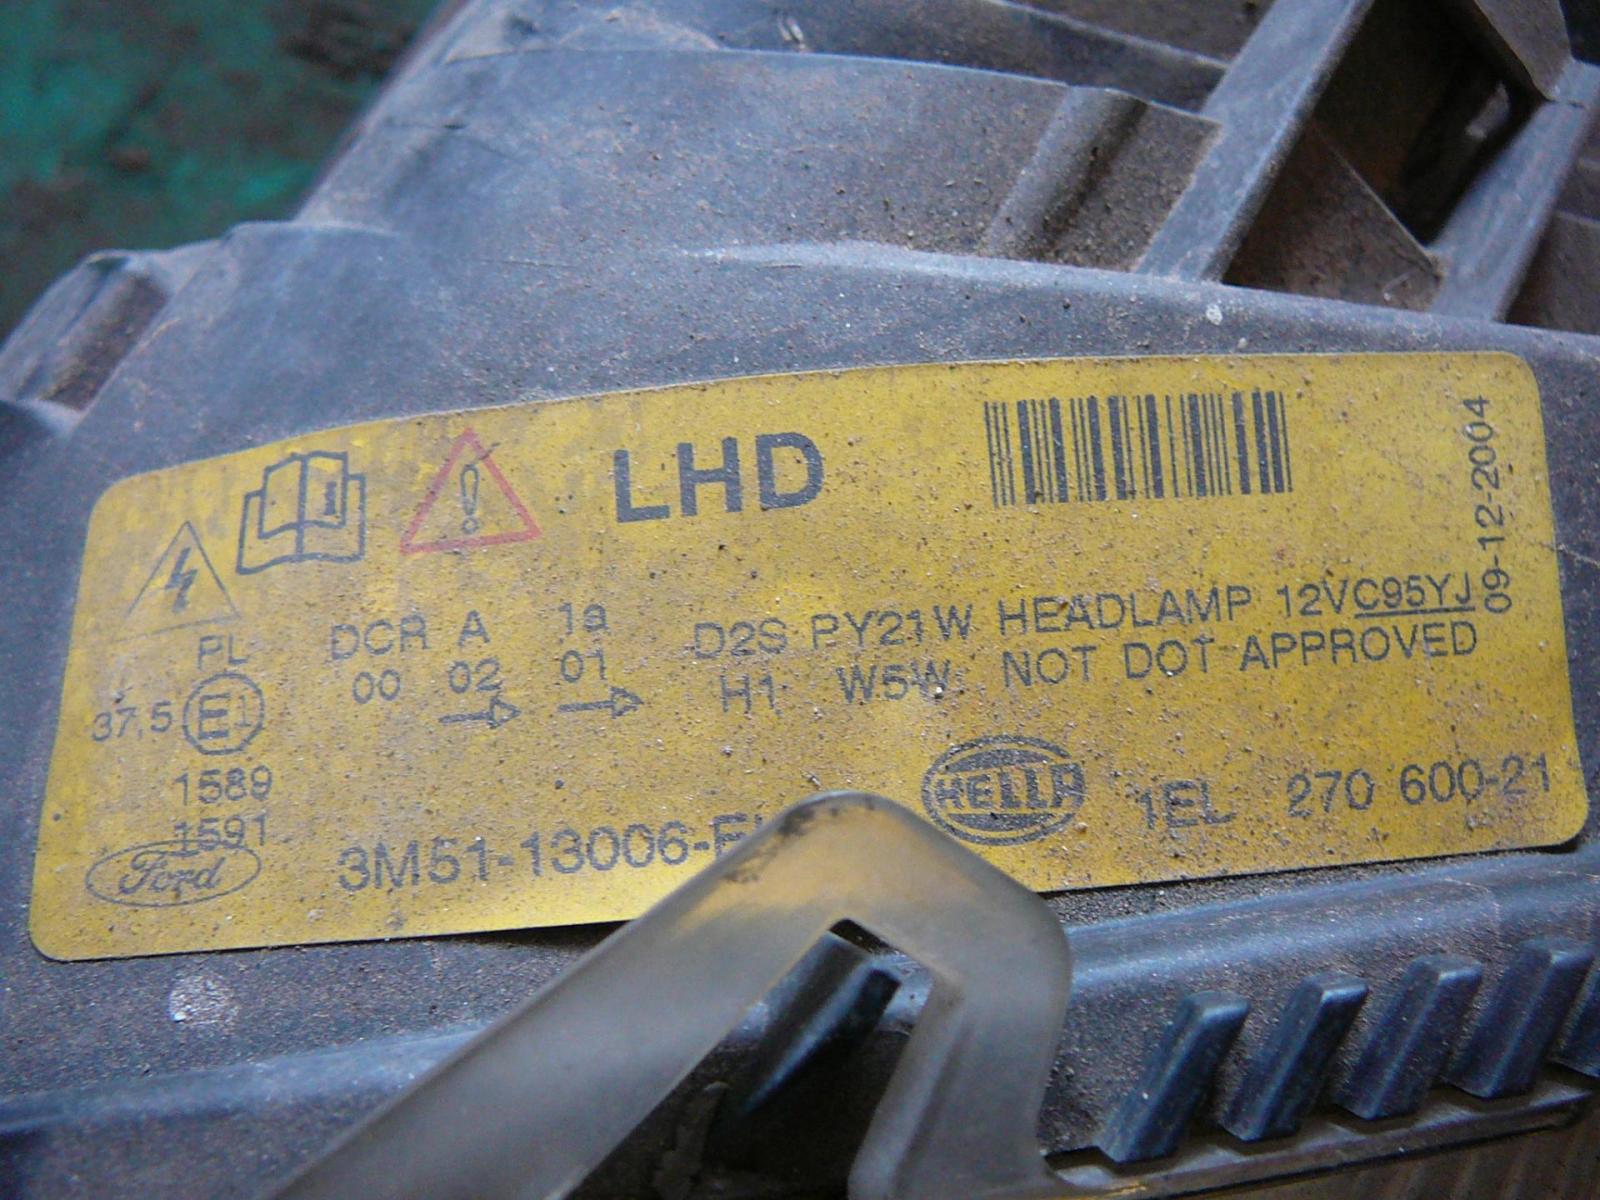 LHD
09-12-2004
PL DCR A 1a D2S PY21W HEADLAMP 12V C95YJ
37,5 E1 00 02 01 H1 W5W NOT DOT APPROVED
1589
1591
Ford 3M51-13006- HELLA 1EL 270 600-21